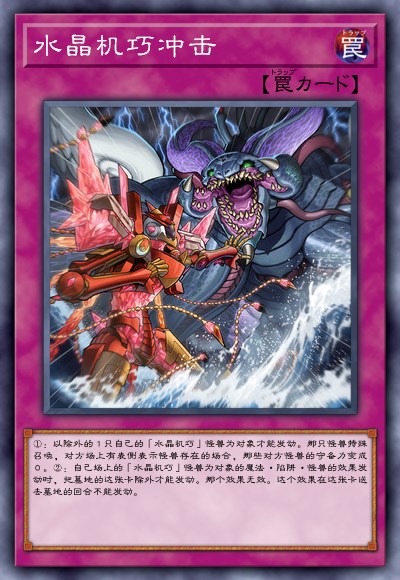 水晶机巧冲击
罠
トラップ
【罠カード】
トラップ
①：以除外的１只自己的「水晶机巧」怪兽为对象才能发动。那只怪兽特殊
召唤，对方场上有表侧表示怪兽存在的场合，那些对方怪兽的守备力变成
０。②：自己场上的「水晶机巧」怪兽为对象的魔法·陷阱·怪兽的效果发
动时，把墓地的这张卡除外才能发动。那个效果无效。这个效果在这张卡送
去墓地的回合不能发动。